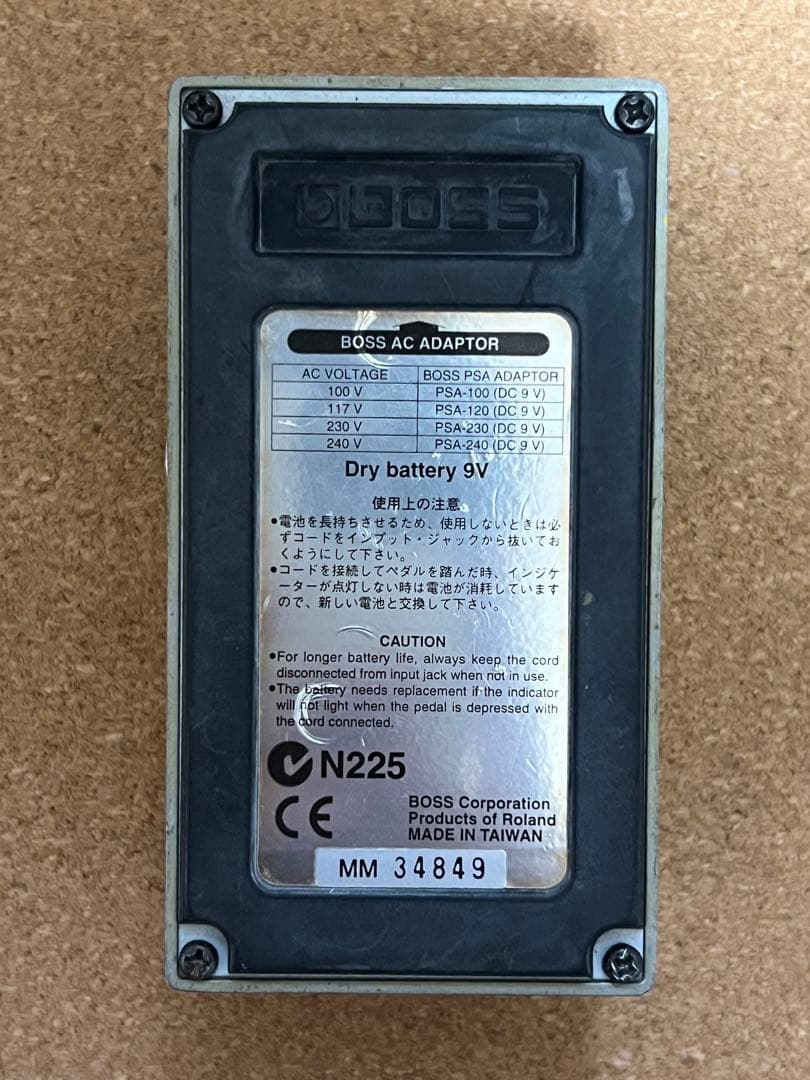 BOSS
BOSS AC ADAPTOR
AC VOLTAGE BOSS PSA ADAPTOR
100 V PSA-100 (DC 9 V)
117 V PSA-120 (DC 9 V)
230 V PSA-230 (DC 9 V)
240 V PSA-240 (DC 9 V)
Dry battery 9V
使用上の注意
●電池を長持ちさせるため、使用しないときは必
ずコードをインプット・ジャックから抜いてお
くようにして下さい。
●コードを接続してペダルを踏んだ時、インジケ
ーターが点灯しない時は電池が消耗しています
ので、新しい電池と交換して下さい。
CAUTION
●For longer battery life, always keep the cord
disconnected from input jack when not in use.
●The battery needs replacement if the indicator
will not light when the pedal is depressed with
the cord connected.
N225
CE
BOSS Corporation
Products of Roland
MADE IN TAIWAN
MM 34849